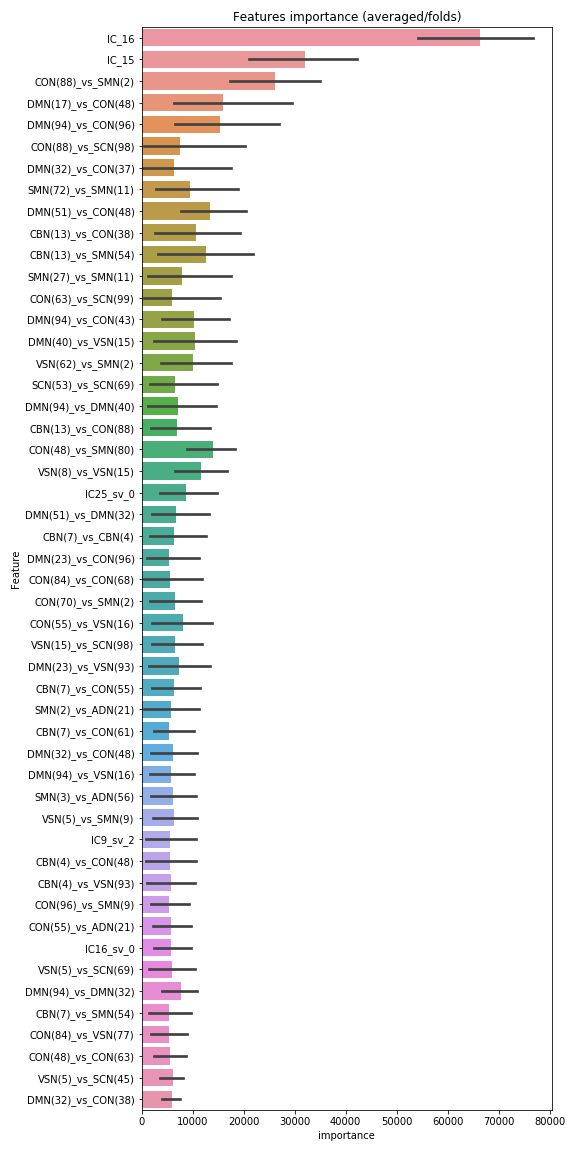 Features importance (averaged/folds)
IC_16
IC_15
CON(88)_vs_SMN(2)
DMN(17)_vs_CON(48)
DMN(94)_vs_CON(96)
CON(88)_vs_SCN(98)
DMN(32)_vs_CON(37)
SMN(72)_vs_SMN(11)
DMN(51)_vs_CON(48)
CBN(13)_vs_CON(38)
CBN(13)_vs_SMN(54)
SMN(27)_vs_SMN(11)
CON(63)_vs_SCN(99)
DMN(94)_vs_CON(43)
DMN(40)_vs_VSN(15)
VSN(62)_vs_SMN(2)
SCN(53)_vs_SCN(69)
DMN(94)_vs_DMN(40)
CBN(13)_vs_CON(88)
CON(48)_vs_SMN(80)
VSN(8)_vs_VSN(15)
IC25_sv_0
DMN(51)_vs_DMN(32)
CBN(7)_vs_CBN(4)
DMN(23)_vs_CON(96)
CON(84)_vs_CON(68)
CON(70)_vs_SMN(2)
CON(55)_vs_VSN(16)
VSN(15)_vs_SCN(98)
DMN(23)_vs_VSN(93)
CBN(7)_vs_CON(55)
SMN(2)_vs_ADN(21)
CBN(7)_vs_CON(61)
DMN(32)_vs_CON(48)
DMN(94)_vs_VSN(16)
SMN(3)_vs_ADN(56)
VSN(5)_vs_SMN(9)
IC9_sv_2
CBN(4)_vs_CON(48)
CBN(4)_vs_VSN(93)
CON(96)_vs_SMN(9)
CON(55)_vs_ADN(21)
IC16_sv_0
VSN(5)_vs_SCN(69)
DMN(94)_vs_DMN(32)
CBN(7)_vs_SMN(54)
CON(84)_vs_VSN(77)
CON(48)_vs_CON(63)
VSN(5)_vs_SCN(45)
DMN(32)_vs_CON(38)
Feature
0 10000 20000 30000 40000 50000 60000 70000 80000
importance